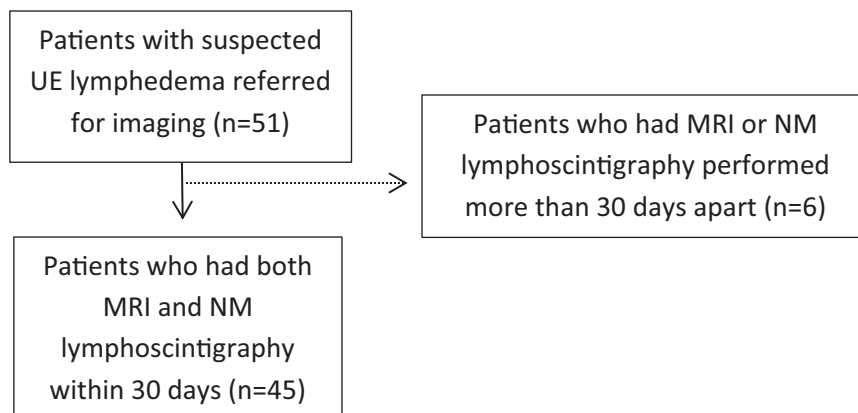 Patients with suspected
UE lymphedema referred
for imaging (n=51)
Patients who had MRI or NM
lymphoscintigraphy performed
more than 30 days apart (n=6)
Patients who had both
MRI and NM
lymphoscintigraphy
within 30 days (n=45)